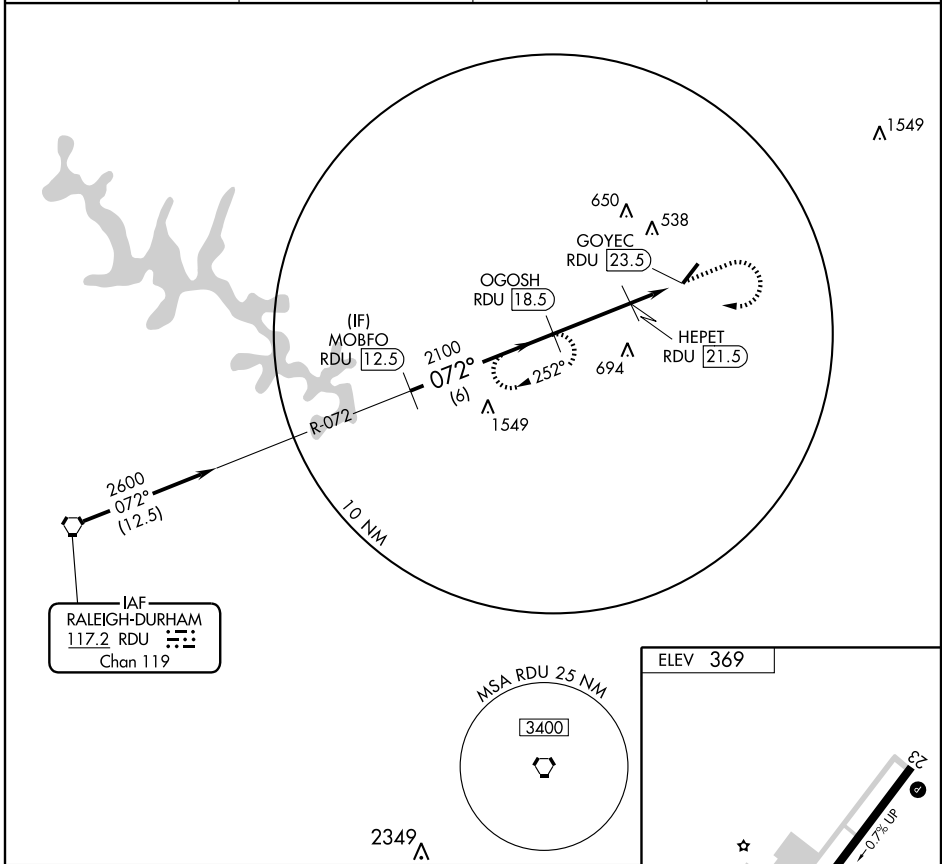 1549
650
538
GOYEC
RDU 23.5
OGOSH
RDU 18.5
(IF)
MOBFO
RDU 12.5
2100
072°
(6)
252°
694
HEPET
RDU 21.5
1549
R-072
2600
072°
(12.5)
10 NM
IAF
RALEIGH-DURHAM
117.2 RDU
Chan 119
MSA RDU 25 NM
3400
2349
ELEV 369
23
P
0.7% UP